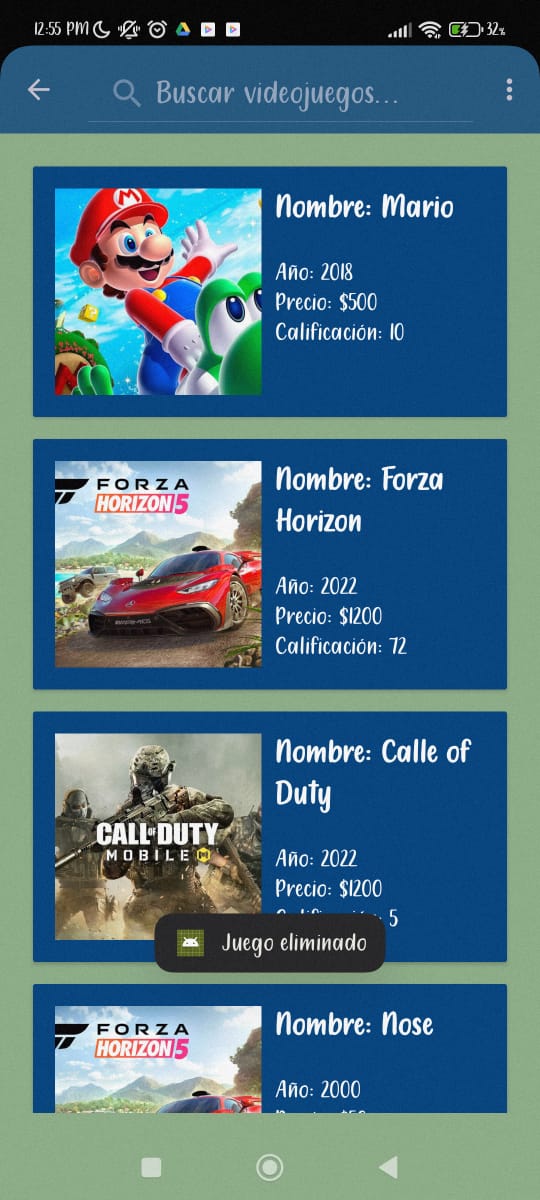 12:55 PM
32%
Buscar videojuegos...
M
Nombre: Mario
Año: 2018
Precio: $500
Calificación: 10
FORZA
HORIZON 5
Nombre: Forza
Horizon
Año: 2022
Precio: $1200
Calificación: 72
CALL OF DUTY
MOBILE
Nombre: Calle of
Duty
Año: 2022
Precio: $1200
5
Juego eliminado
FORZA
HORIZON 5
Nombre: Nose
Año: 2000